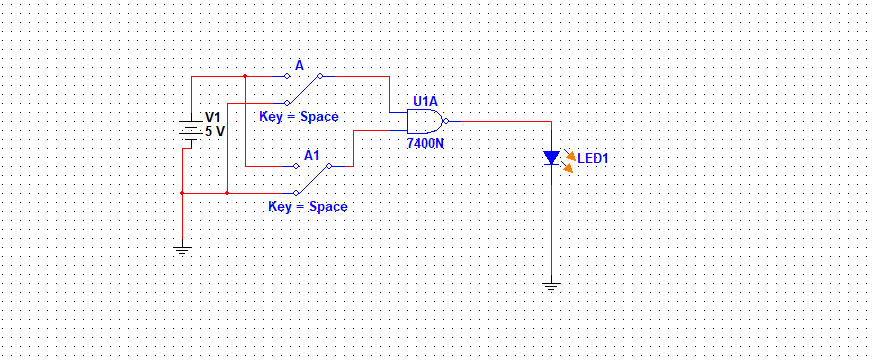 A
V1
5 V
Key = Space
U1A
7400N
A1
LED1
Key = Space